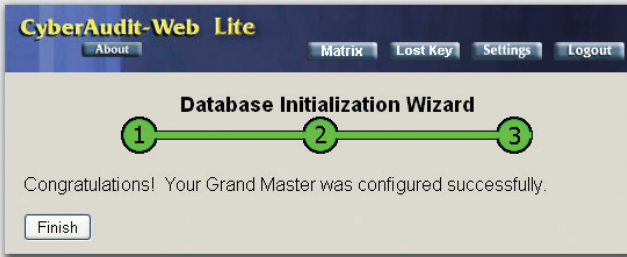 CyberAudit-Web Lite
About
Matrix Lost Key Settings Logout
Database Initialization Wizard
1 2 3
Congratulations! Your Grand Master was configured successfully.
Finish